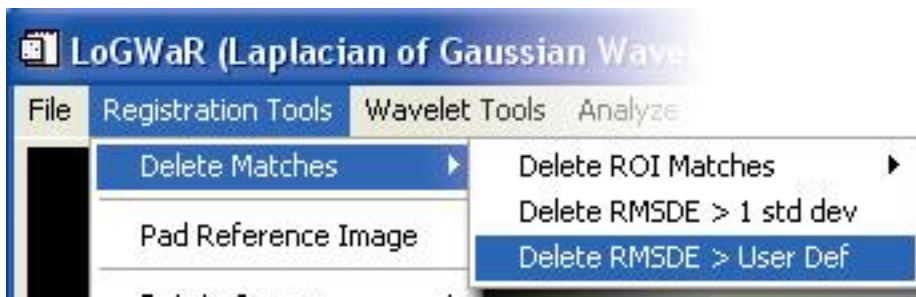 LoGWaR (Laplacian of Gaussian Wave
File Registration Tools Wavelet Tools Analyze
Delete Matches
Delete ROI Matches
Delete RMSDE > 1 std dev
Pad Reference Image
Delete RMSDE > User Def